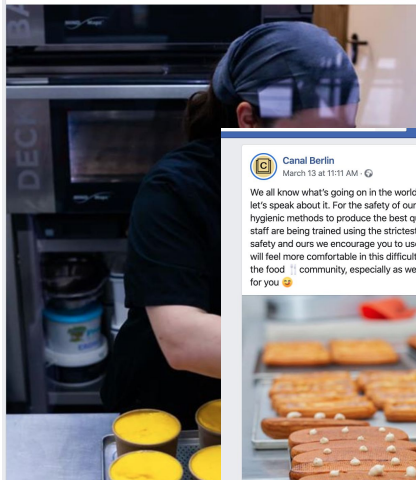 BA
DECK
Canal Berlin
March 13 at 11:11 AM ·
C
We all know what's going on in the world
let's speak about it. For the safety of our
hygienic methods to produce the best qu
staff are being trained using the strictest
safety and ours we encourage you to use
will feel more comfortable in this difficult
the food 🍴 community, especially as we
for you 😉